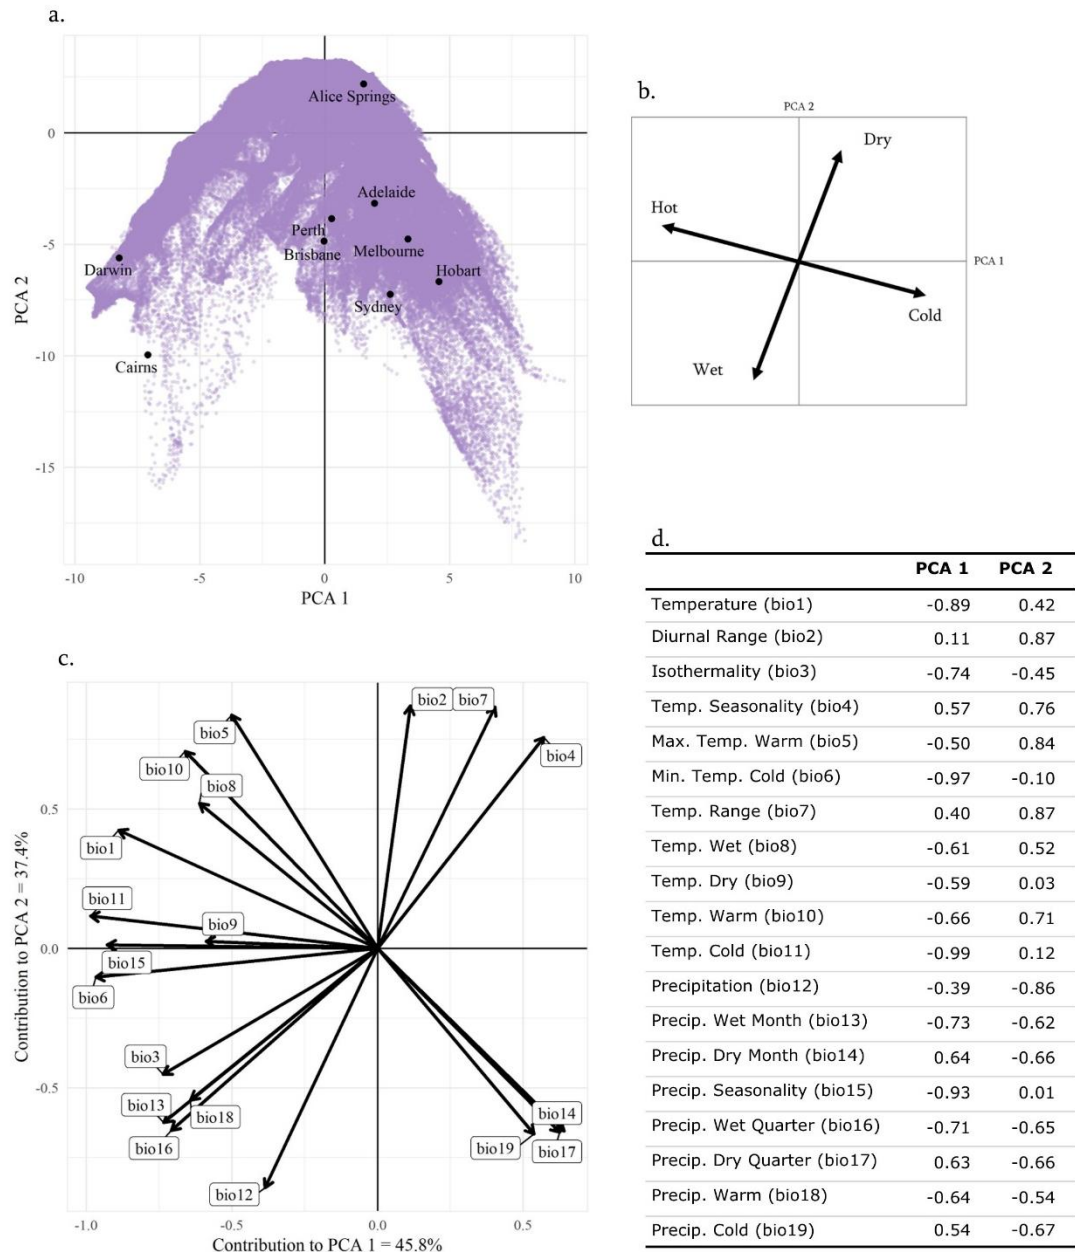 a.
0
-5
-10
-15
PCA 2
Alice Springs
Adelaide
Perth
Brisbane
Melbourne
Darwin
Hobart
Sydney
Cairns
-10
-5
0
5
10
PCA 1
b.
PCA 2
Dry
Hot
PCA 1
Cold
Wet
c.
0.5
0.0
-0.5
Contribution to PCA 2 = 37.4%
bio2
bio7
bio5
bio4
bio10
bio8
bio1
bio11
bio9
bio15
bio6
bio3
bio13
bio18
bio16
bio12
bio14
bio19
bio17
-1.0
-0.5
0.0
0.5
Contribution to PCA 1 = 45.8%
d.
PCA 1 PCA 2
Temperature (bio1) -0.89 0.42
Diurnal Range (bio2) 0.11 0.87
Isothermality (bio3) -0.74 -0.45
Temp. Seasonality (bio4) 0.57 0.76
Max. Temp. Warm (bio5) -0.50 0.84
Min. Temp. Cold (bio6) -0.97 -0.10
Temp. Range (bio7) 0.40 0.87
Temp. Wet (bio8) -0.61 0.52
Temp. Dry (bio9) -0.59 0.03
Temp. Warm (bio10) -0.66 0.71
Temp. Cold (bio11) -0.99 0.12
Precipitation (bio12) -0.39 -0.86
Precip. Wet Month (bio13) -0.73 -0.62
Precip. Dry Month (bio14) 0.64 -0.66
Precip. Seasonality (bio15) -0.93 0.01
Precip. Wet Quarter (bio16) -0.71 -0.65
Precip. Dry Quarter (bio17) 0.63 -0.66
Precip. Warm (bio18) -0.64 -0.54
Precip. Cold (bio19) 0.54 -0.67